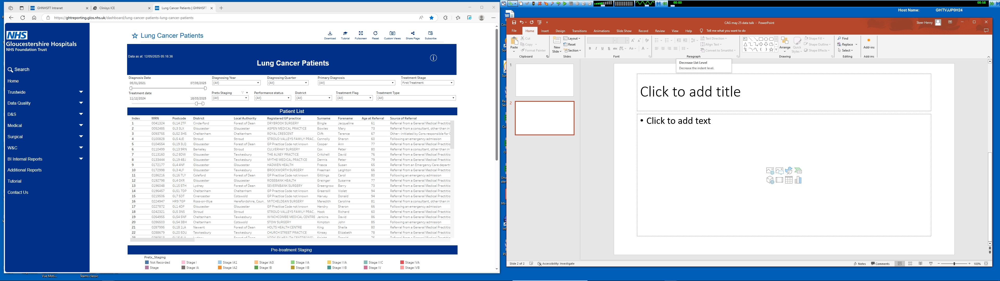 GHNHSFT Intranet
Clinisys ICE
Lung Cancer Patients | GHNHSFT
https://ghtreporting.glos.nhs.uk/dashboard/lung-cancer-patients-lung-cancer-patients
NHS
Gloucestershire Hospitals
NHS Foundation Trust
Search
Home
Trustwide
Data Quality
D&S
Medical
Surgical
W&C
BI Internal Reports
Additional Reports
Tutorial
Contact Us
Lung Cancer Patients
Download Tutorial Fullscreen Reset Custom Views Share Page Subscribe
Data as at: 12/05/2025 05:16:36
Lung Cancer Patients
Diagnosis Date Diagnosing Year Diagnosing Quarter Primary Diagnosis Treatment Stage
05/01/2021 07/05/2025 (All) (All) (All) First Treatment
Treatment date Pretx Staging Performance status District Treatment Flag Treatment Type
11/12/2024 18/03/2025 (All) (All) (All) (All) (All)
Patient List
Index MRN Postcode District Local Authority Registered GP practice Surname Forename Age at Referral Source of Referral
1 0041324 GL14 2TF Cinderford Forest of Dean DRYBROOK SURGERY Bingle Jacqueline 61 Referral from a General Medical Practitio
2 0052485 GL3 3LX Gloucester Gloucester ASPEN MEDICAL PRACTICE Bowles Mary 73 Referral from a consultant, other than in
3 0093755 GL52 3HS Cheltenham Cheltenham ROYAL CRESCENT Clift Terence 67 Other - initiated by Cons responsible for
4 0100828 GL5 4JE Stroud Stroud STROUD VALLEYS FAMILY PRAC... Connolly Sharon 60 Following an emergency admission
5 0104554 GL19 3LQ Gloucester Forest of Dean GP Practice Code not known Cooper Ann 77 Referral from a General Medical Practitio
6 0110499 GL13 9RN Berkeley Stroud CULVERHAY SURGERY Cox Peter 80 Referral from a consultant, other than in
7 0113160 GL2 8DW Gloucester Tewkesbury THE ALNEY PRACTICE Critchell David 76 Referral from a General Medical Practitio
8 0133444 GL19 4BJ Gloucester Tewkesbury MYTHE MEDICAL PRACTICE Dennis Peter 79 Referral from a General Medical Practitio
9 0172177 GL4 4NF Gloucester Gloucester HADWEN HEALTH Frasca Susan 65 Referral from an Emergency Care departr
10 0172998 GL3 4LF Gloucester Tewkesbury BROCKWORTH SURGERY Freeman Leighton 66 Referral from a General Medical Practitio
11 0186216 GL16 7LY Coleford Forest of Dean GP Practice Code not known Gittings Carol 80 Following an emergency admission
12 0192798 GL4 0XR Gloucester Gloucester ROSEBANK HEALTH Grainger Susanne 77 Referral from a General Medical Practitio
13 0196048 GL15 5TH Lydney Forest of Dean SEVERNBANK SURGERY Greengrow Barry 73 Referral from a General Medical Practitio
14 0196457 GL51 7DP Cheltenham Cheltenham GP Practice Code not known Greensill Violet 94 Referral from a General Medical Practitio
15 0219506 GL7 5DT Cirencester Cotswold GP Practice Code not known Harvey Donald 94 Referral from a General Medical Practitio
16 0224947 HR9 7GP Ross-on-Wye Herefordshire, Coun... MITCHELDEAN SURGERY Meredith Caroline 81 Referral from a consultant, other than in
17 0227872 GL1 4DF Gloucester Gloucester GP Practice Code not known Hendry Sharon 66 Following an emergency admission
18 0242321 GL5 3NS Stroud Stroud STROUD VALLEYS FAMILY PRAC... Hook Richard 60 Referral from a General Medical Practitio
19 0264955 GL54 5NF Cheltenham Tewkesbury WINCHCOMBE MEDICAL CENTRE Jenkins David 86 Referral from a General Medical Practitio
20 0286503 GL54 3BH Cheltenham Cotswold STOW SURGERY Kimpton John 85 Following an emergency admission
21 0287995 GL18 1LA Newent Forest of Dean HOLTS HEALTH CENTRE King Sheila 80 Referral from a General Medical Practitio
22 0288679 GL20 5DU Tewkesbury Tewkesbury CHURCH STREET PRACTICE Kinsey Elizabeth 78 Referral from a General Medical Practitio
Pre-treatment Staging
Pretx_Staging
Not Recorded Stage I Stage IA1 Stage IA3 Stage IIA Stage IIIA Stage IIIC Stage IVA
Stage Stage IA Stage IA2 Stage IB Stage IIB Stage IIIB Stage IV Stage IVB
Vue Moti... Teams classic
00:00 00:58
Host Name: GHTVJJP0H24
CAG may 25 data talk - PowerPoint
Steer Henry
File Home Insert Design Transitions Animations Slide Show Record Review View Help Tell me what you want to do
Paste
Cut
Copy
Format Painter
Clipboard
New Slide
Layout
Reset
Section
Slides
B I U S abc AV Aa A
Font
Text Direction
Align Text
Convert to SmartArt
Paragraph
Arrange
Quick Styles
Shape Fill
Shape Outline
Shape Effects
Drawing
Find
Replace
Select
Editing
Add-ins
Add-ins
Decrease List Level
Decrease the indent level.
1
2
Click to add title
• Click to add text
Slide 2 of 2 Accessibility: Investigate Notes Comments 103%